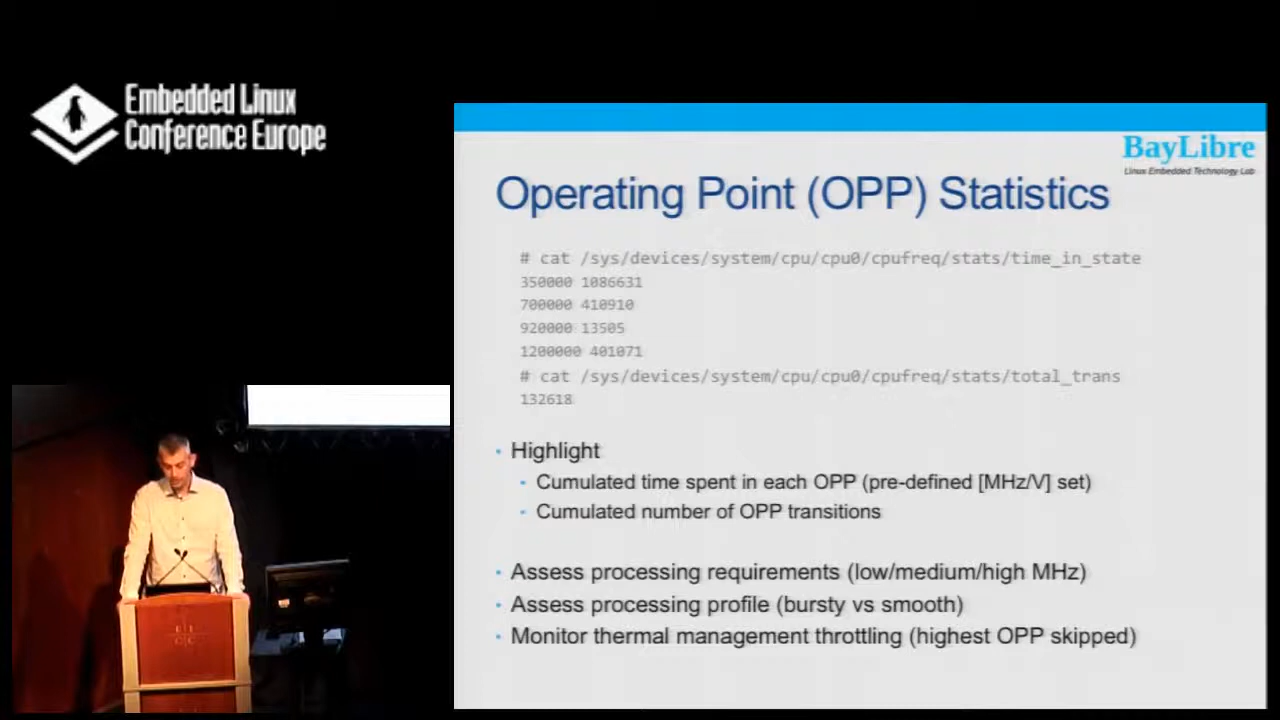 Embedded Linux
Conference Europe
BayLibre
Linux Embedded Technology Lab
Operating Point (OPP) Statistics
# cat /sys/devices/system/cpu/cpu0/cpufreq/stats/time_in_state
350000 1086631
700000 410910
920000 13505
1200000 401071
# cat /sys/devices/system/cpu/cpu0/cpufreq/stats/total_trans
132618
• Highlight
• Cumulated time spent in each OPP (pre-defined [MHz/V] set)
• Cumulated number of OPP transitions
• Assess processing requirements (low/medium/high MHz)
• Assess processing profile (bursty vs smooth)
• Monitor thermal management throttling (highest OPP skipped)